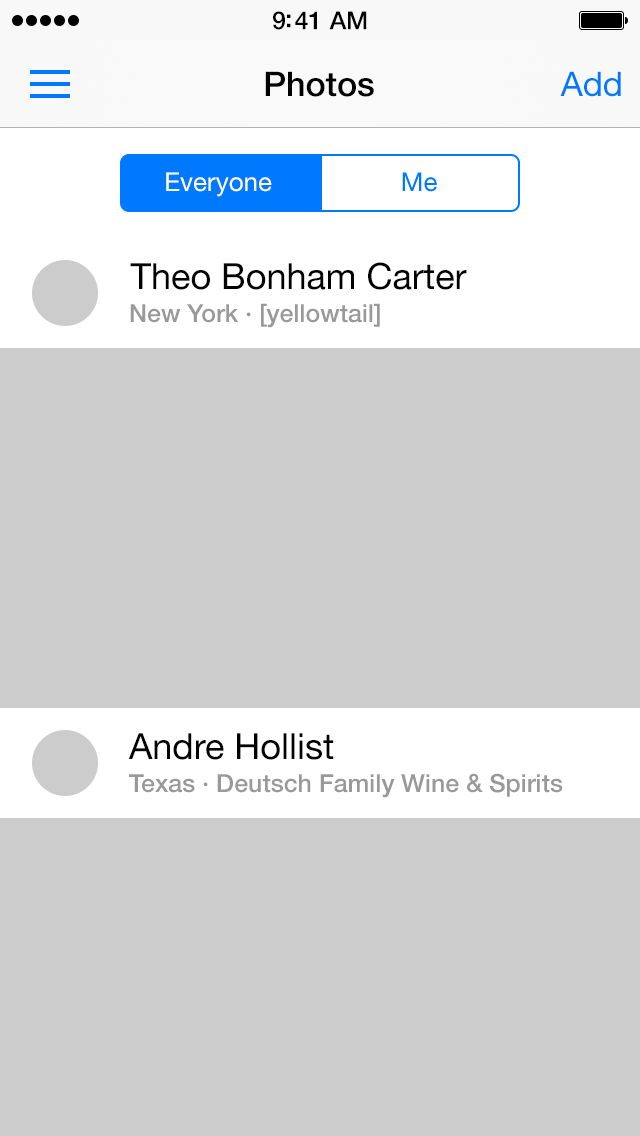 9:41 AM
Photos
Add
Everyone
Me
Theo Bonham Carter
New York · [yellowtail]
Andre Hollist
Texas · Deutsch Family Wine & Spirits